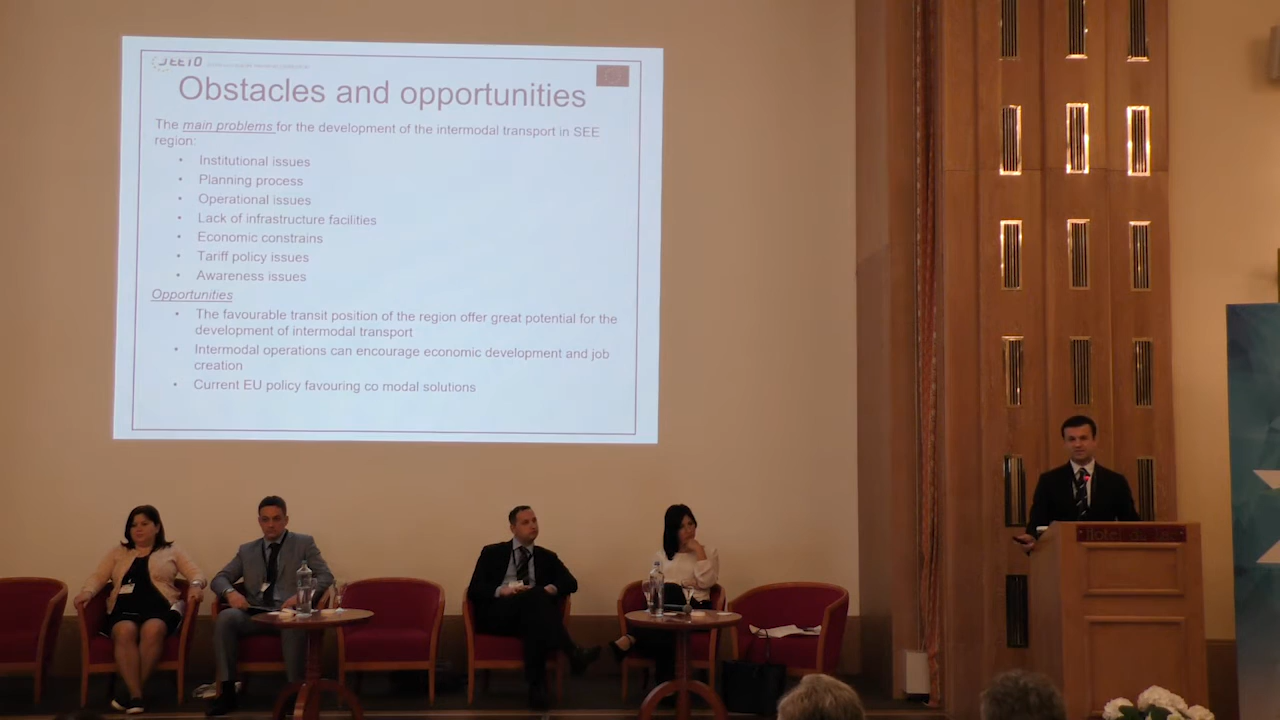 SEETO
Obstacles and opportunities
The main problems for the development of the intermodal transport in SEE
region:
• Institutional issues
• Planning process
• Operational issues
• Lack of infrastructure facilities
• Economic constrains
• Tariff policy issues
• Awareness issues
Opportunities
• The favourable transit position of the region offer great potential for the
development of intermodal transport
• Intermodal operations can encourage economic development and job
creation
• Current EU policy favouring co modal solutions